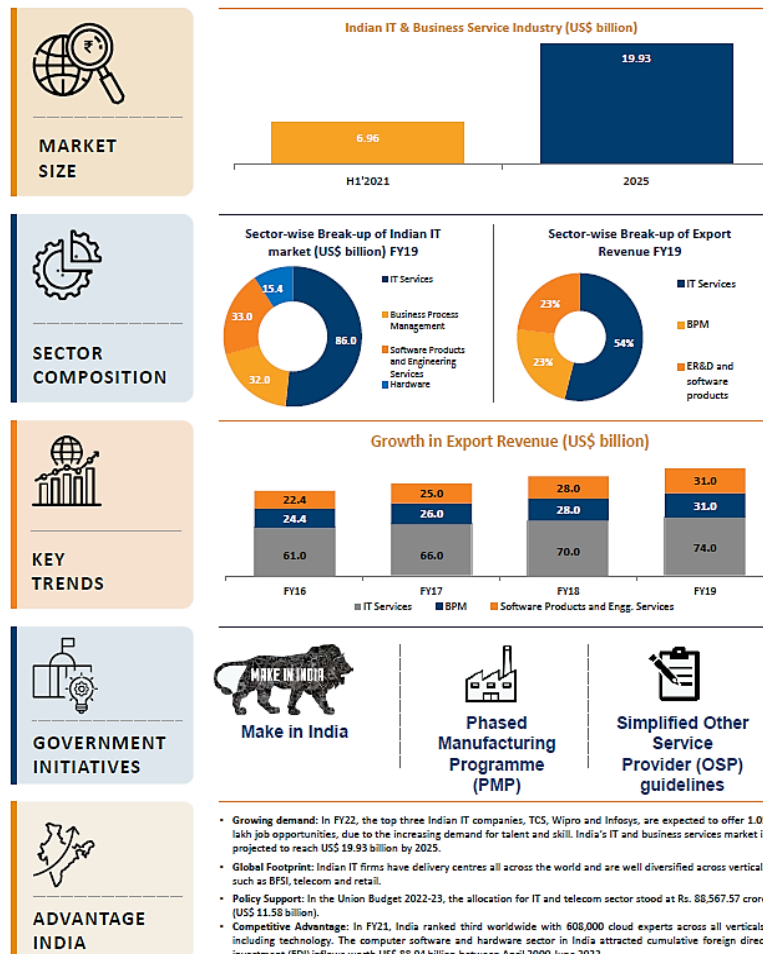 Indian IT & Business Service Industry (US$ billion)
₹
MARKET
SIZE
19.93
6.96
H1'2021
2025
SECTOR
COMPOSITION
Sector-wise Break-up of Indian IT
market (US$ billion) FY19
15.4
33.0
86.0
32.0
IT Services
Business Process
Management
Software Products
and Engineering
Services
Hardware
Sector-wise Break-up of Export
Revenue FY19
23%
54%
23%
IT Services
BPM
ER&D and
software
products
KEY
TRENDS
Growth in Export Revenue (US$ billion)
22.4
25.0
28.0
31.0
24.4
26.0
28.0
31.0
61.0
66.0
70.0
74.0
FY16
FY17
FY18
FY19
IT Services
BPM
Software Products and Engg. Services
GOVERNMENT
INITIATIVES
MAKE IN INDIA
Make in India
Phased
Manufacturing
Programme
(PMP)
Simplified Other
Service
Provider (OSP)
guidelines
ADVANTAGE
INDIA
Growing demand: In FY22, the top three Indian IT companies, TCS, Wipro and Infosys, are expected to offer
lakh job opportunities, due to the increasing demand for talent and skill. India's IT and business services market
projected to reach US$ 19.93 billion by 2025.
Global Footprint: Indian IT firms have delivery centres all across the world and are well diversified across
such as BFSI, telecom and retail.
Policy Support: In the Union Budget 2022-23, the allocation for IT and telecom sector stood at Rs. 88,567.57
(US$ 11.58 billion).
Competitive Advantage: In FY21, India ranked third worldwide with 608,000 cloud experts across all verticals
including technology. The computer software and hardware sector in India attracted cumulative foreign